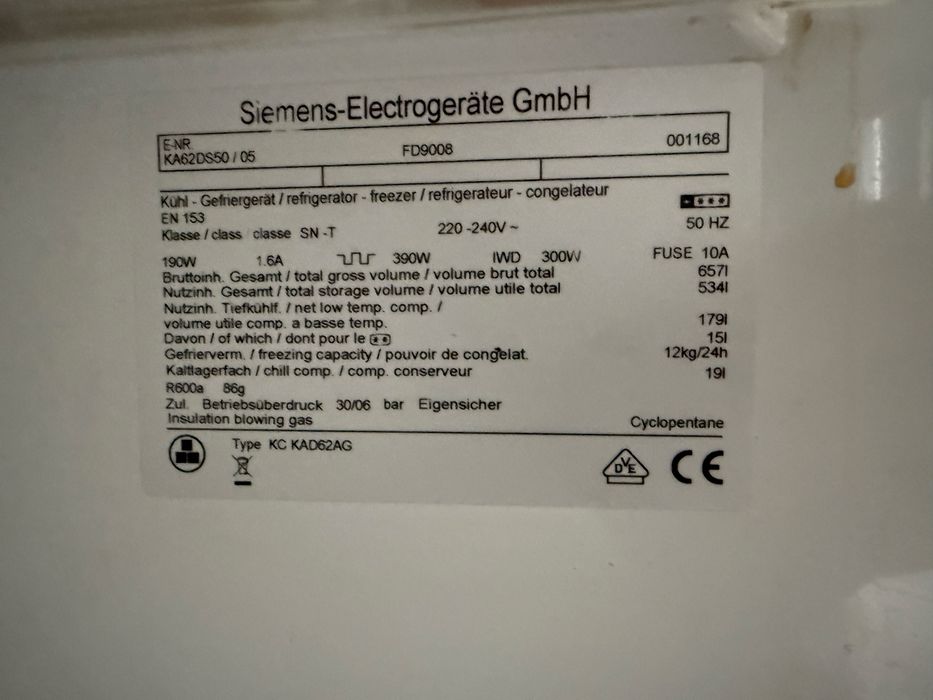 Siemens-Electrogeräte GmbH
E-NR.
KA62DS50 / 05 FD9008 001168
Kühl - Gefriergerät / refrigerator - freezer / refrigerateur - congelateur
EN 153
Klasse / class classe SN -T 220 -240V ~ 50 HZ
190W 1.6A 390W IWD 300W FUSE 10A
Bruttoinh. Gesamt / total gross volume / volume brut total 657l
Nutzinh. Gesamt / total storage volume / volume utile total 534l
Nutzinh. Tiefkühlf. / net low temp. comp. /
volume utile comp. a basse temp. 179l
Davon / of which / dont pour le 15l
Gefrierverm. / freezing capacity / pouvoir de congelat. 12kg/24h
Kaltlagerfach / chill comp. / comp. conserveur 19l
R600a 86g
Zul. Betriebsüberdruck 30/06 bar Eigensicher
Insulation blowing gas Cyclopentane
Type KC KAD62AG
DVE CE